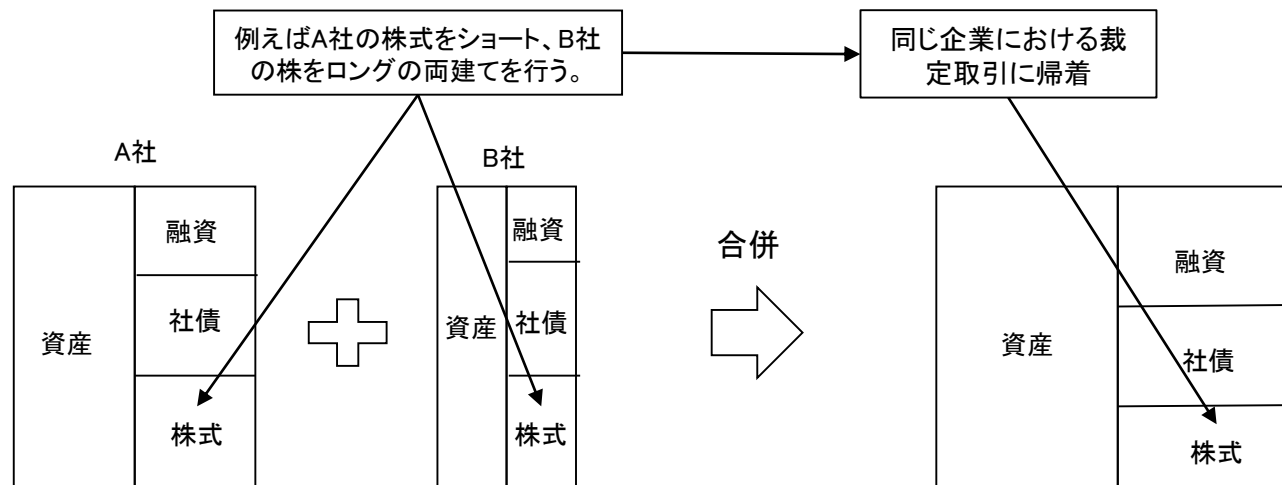 例えばA社の株式をショート、B社
の株をロングの両建てを行う。
同じ企業における裁
定取引に帰着
A社
B社
資産
融資
社債
株式
資産
融資
社債
株式
合併
資産
融資
社債
株式